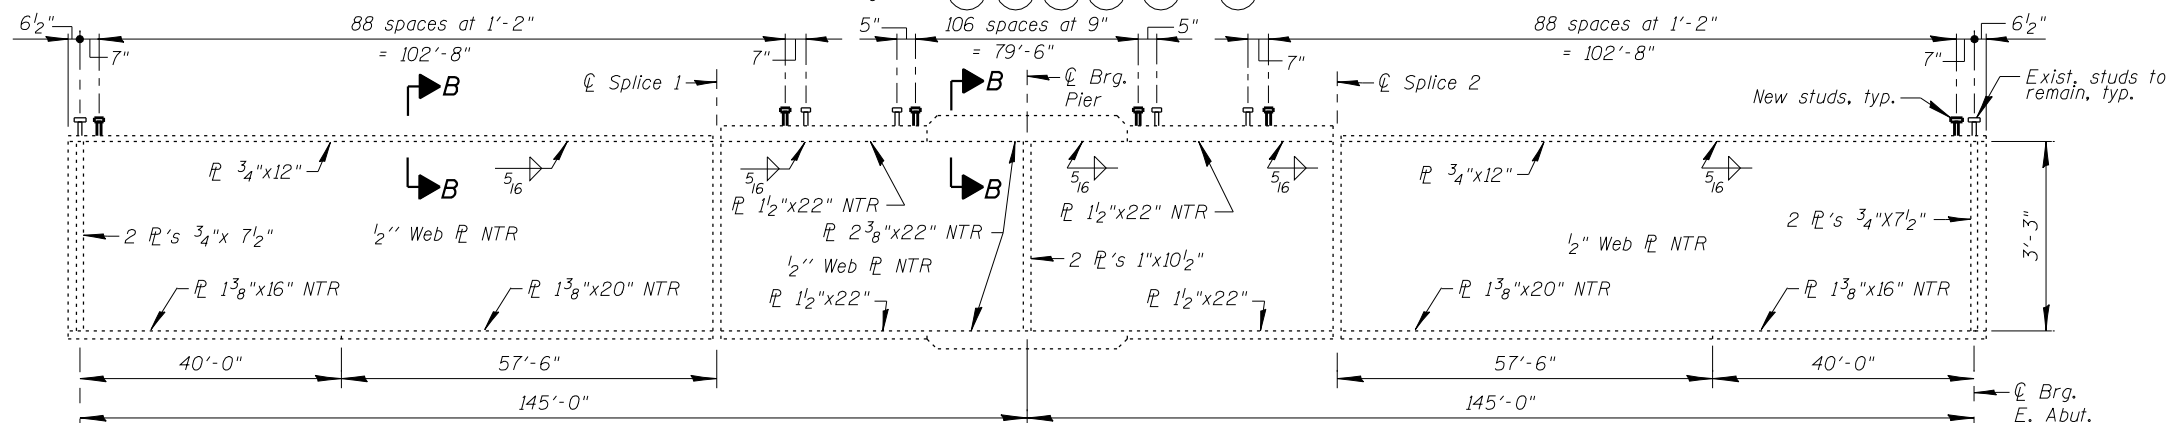 6½" 88 spaces at 1'-2" 5" 106 spaces at 9" 5" 88 spaces at 1'-2" 6½"
7" = 102'-8" 7" = 79'-6" 7" = 102'-8" 7"
B ℄ Splice 1 B ℄ Brg. ℄ Splice 2 Exist. studs to
Pier New studs, typ. remain, typ.
℄ Brg.
℞ ¾"x12" 5/16 5/16 5/16 5/16 ℞ ¾"x12" 5/16
B B
℞ 1½"x22" NTR ℞ 1½"x22" NTR
2 ℞'s ¾"x 7½" ½'' Web ℞ NTR ℞ 2⅜"x22" NTR ½" Web ℞ NTR 2 ℞'s ¾"x7½" 3'-3"
½'' Web ℞ NTR 2 ℞'s 1"x10½"
℞ 1⅜"x16" NTR ℞ 1⅜"x20" NTR ℞ 1½"x22" ℞ 1½"x22" ℞ 1⅜"x20" NTR ℞ 1⅜"x16" NTR
40'-0" 57'-6" 57'-6" 40'-0"
145'-0" 145'-0" ℄ Brg.
E. Abut.